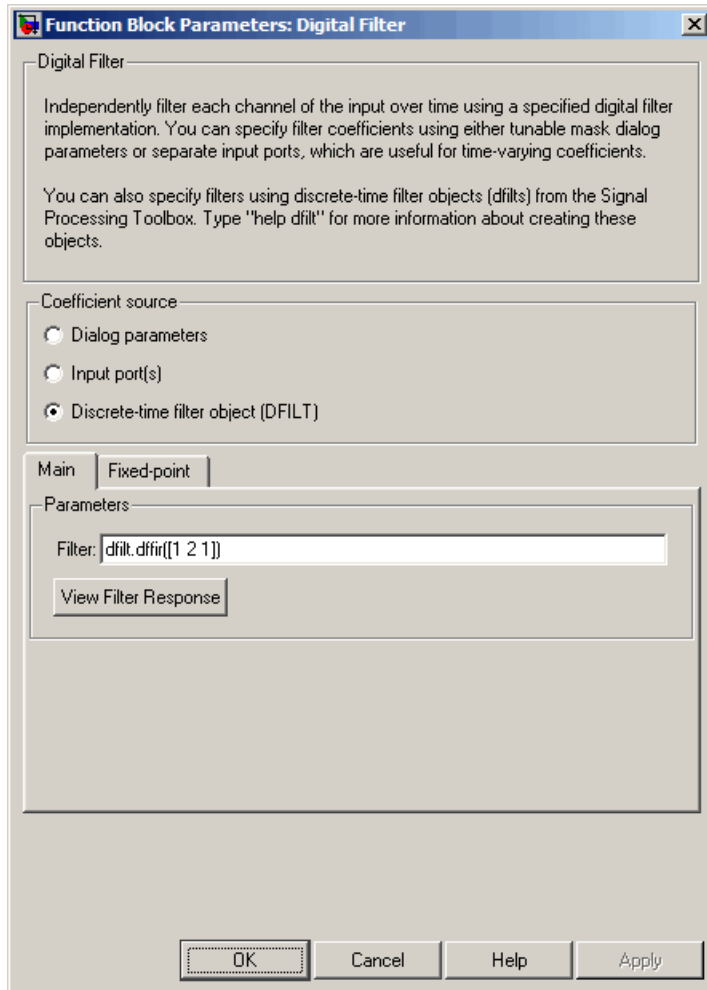 Function Block Parameters: Digital Filter
Digital Filter
Independently filter each channel of the input over time using a specified digital filter
implementation. You can specify filter coefficients using either tunable mask dialog
parameters or separate input ports, which are useful for time-varying coefficients.
You can also specify filters using discrete-time filter objects (dfilts) from the Signal
Processing Toolbox. Type "help dfilt" for more information about creating these
objects.
Coefficient source
Dialog parameters
Input port(s)
Discrete-time filter object (DFILT)
Main Fixed-point
Parameters
Filter: dfilt.dffir([1 2 1])
View Filter Response
OK Cancel Help Apply